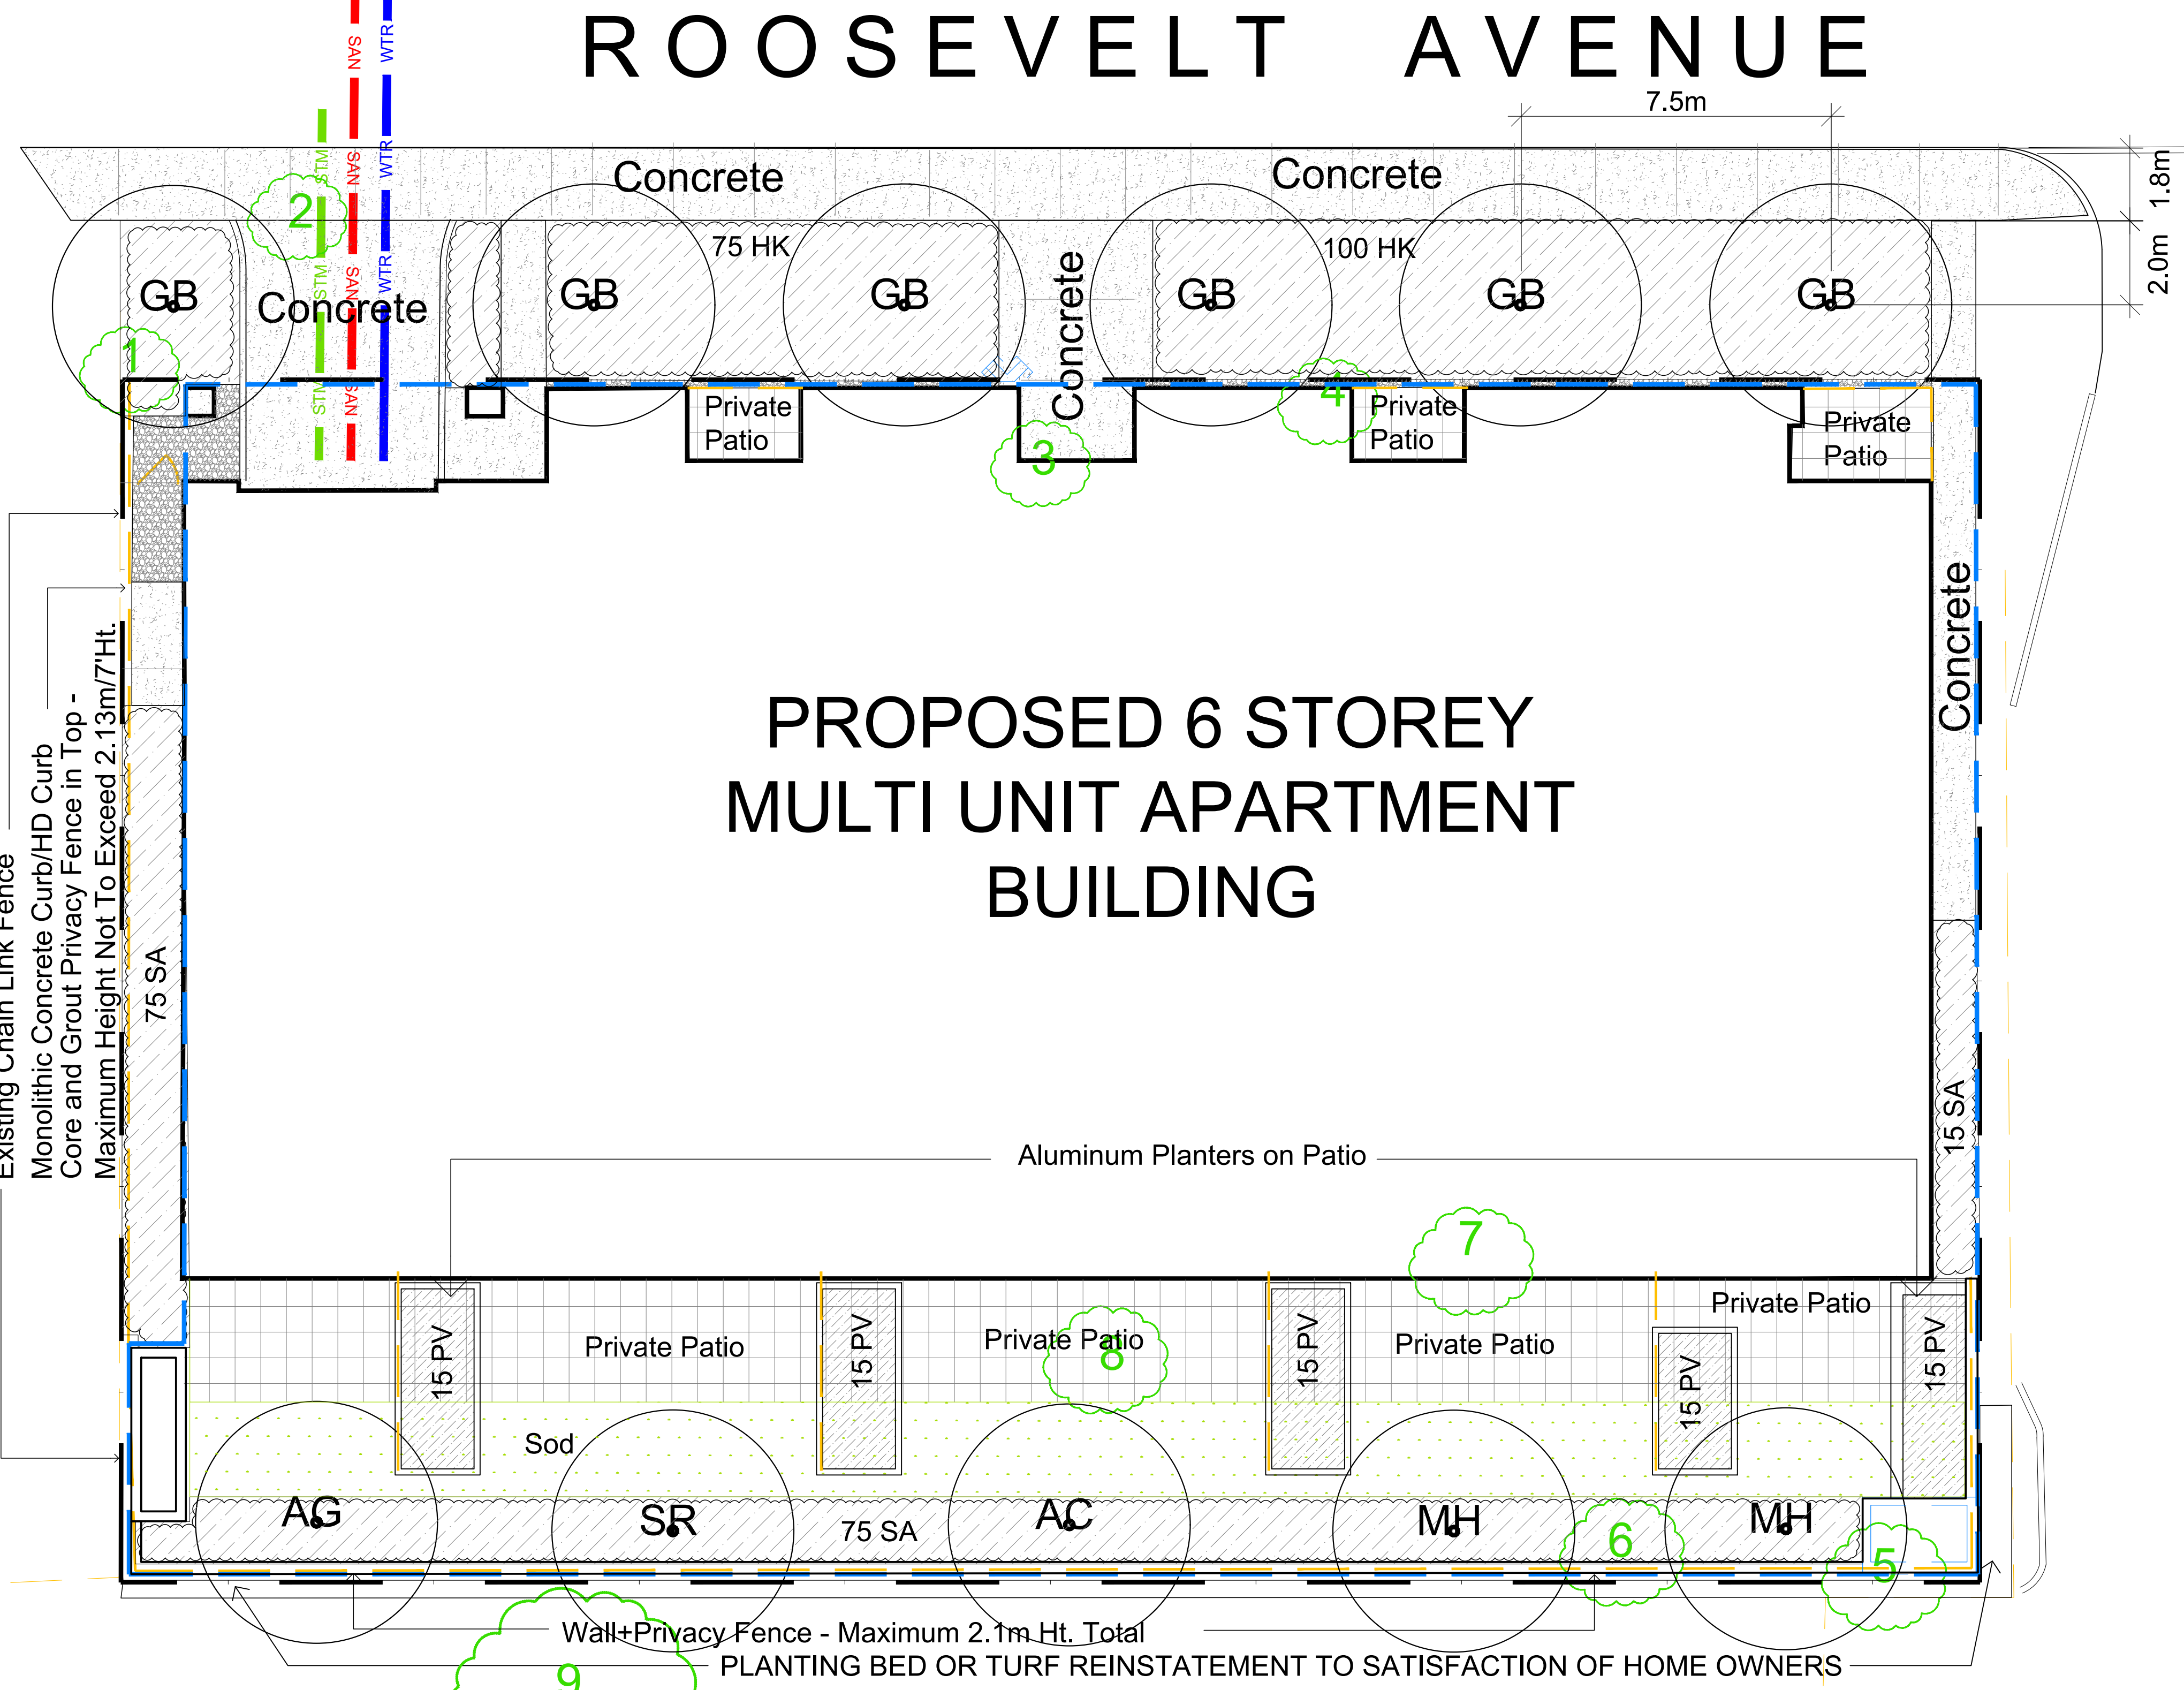 ROOSEVELT AVENUE
7.5m
1.8m
2.0m
SAN
WTR
STM
SAN
WTR
STM
SAN
WTR
STM
SAN
2
Concrete
Concrete
Concrete
Concrete
75 HK
100 HK
GB
GB
GB
GB
GB
GB
1
3
4
Private
Patio
Private
Patio
Private
Patio
Concrete
Existing Chain Link Fence
Monolithic Concrete Curb/HD Curb
Core and Grout Privacy Fence in Top -
Maximum Height Not To Exceed 2.13m/7'Ht.
75 SA
PROPOSED 6 STOREY
MULTI UNIT APARTMENT
BUILDING
15 SA
Aluminum Planters on Patio
7
Private Patio
Private Patio
Private Patio
Private Patio
8
15 PV
15 PV
15 PV
15 PV
15 PV
Sod
AG
SR
AC
MH
MH
75 SA
6
5
Wall+Privacy Fence - Maximum 2.1m Ht. Total
PLANTING BED OR TURF REINSTATEMENT TO SATISFACTION OF HOME OWNERS
9